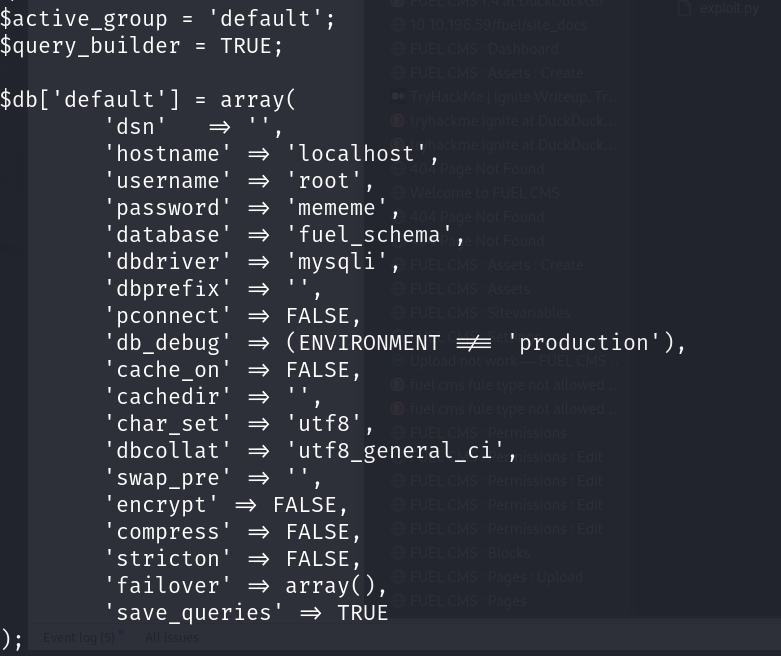 $active_group = 'default';
$query_builder = TRUE;
$db['default'] = array(
'dsn' => '',
'hostname' => 'localhost',
'username' => 'root',
'password' => 'mememe',
'database' => 'fuel_schema',
'dbdriver' => 'mysqli',
'dbprefix' => '',
'pconnect' => FALSE,
'db_debug' => (ENVIRONMENT !== 'production'),
'cache_on' => FALSE,
'cachedir' => '',
'char_set' => 'utf8',
'dbcollat' => 'utf8_general_ci',
'swap_pre' => '',
'encrypt' => FALSE,
'compress' => FALSE,
'stricton' => FALSE,
'failover' => array(),
'save_queries' => TRUE
);
exploit.py
10.10.196.59/fuel/site_docs
FUEL CMS : Dashboard
FUEL CMS : Assets : Create
TryHackMe | Ignite Writeup. Tr...
tryhackme ignite at DuckDuck...
tryhackme ignite at DuckDuck...
404 Page Not Found
Welcome to FUEL CMS
404 Page Not Found
Page Not Found
FUEL CMS : Assets : Create
FUEL CMS : Assets
FUEL CMS : Sitevariables
Upload not work — FUEL CMS
fuel cms fule type not allowed ...
fuel cms file type not allowed ...
FUEL CMS : Permissions
FUEL CMS : Permissions : Edit
FUEL CMS : Permissions : Edit
FUEL CMS : Permissions : Edit
FUEL CMS : Blocks
FUEL CMS : Pages : Upload
FUEL CMS : Pages
Event log (5)
All issues